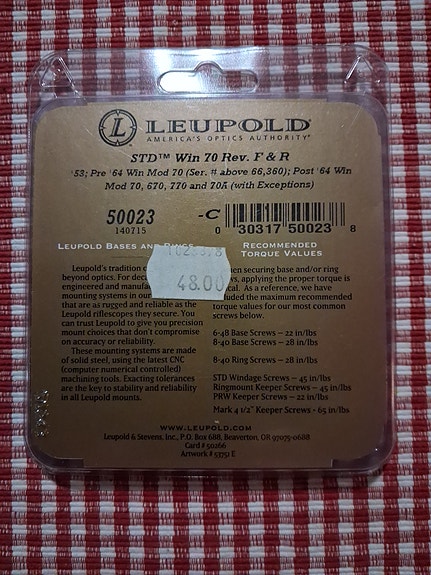 L LEUPOLD®
AMERICA'S OPTICS AUTHORITY®
STD™ Win 70 Rev. F & R
'53; Pre '64 Win Mod 70 (Ser. # above 66,360); Post '64 Win
Mod 70, 670, 770 and 70A (with Exceptions)
50023 -C
140715
0 30317 50023 8
48.00
LEUPOLD BASES AND RINGS
Leupold's tradition
beyond optics. For
engineered and manuf
mounting systems in our
that are as rugged and reliable as the
Leupold riflescopes they secure. You
can trust Leupold to give you precision
mount choices that don't compromise
on accuracy or reliability.
These mounting systems are made
of solid steel, using the latest CNC
(computer numerical controlled)
machining tools. Exacting tolerances
are the key to stability and reliability
in all Leupold mounts.
RECOMMENDED
TORQUE VALUES
en securing base and/or ring
ws, applying the proper torque is
cal. As a reference, we have
luded the maximum recommended
torque values for our most common
screws below.
6-48 Base Screws – 22 in/lbs
8-40 Base Screws – 28 in/lbs
8-40 Ring Screws – 28 in/lbs
STD Windage Screws – 45 in/lbs
Ringmount Keeper Screws – 45 in/lbs
PRW Keeper Screws – 22 in/lbs
Mark 4 1/2" Keeper Screws - 65 in/lbs
WWW.LEUPOLD.COM
Leupold & Stevens, Inc., P.O. Box 688, Beaverton, OR 97075-0688
Card # 50266
Artwork # 53751 E